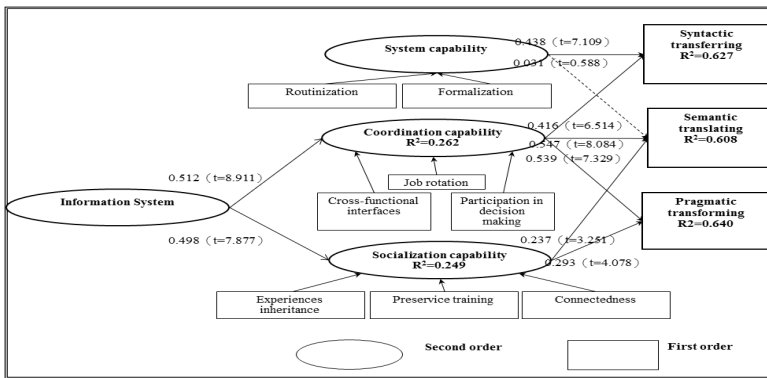 System capability
0.438（t=7.109）
0.031（t=0.588）
Syntactic
transferring
R²=0.627
Routinization
Formalization
Coordination capability
R²=0.262
0.416（t=6.514）
0.547（t=8.084）
0.539（t=7.329）
Semantic
translating
R²=0.608
0.512（t=8.911）
Job rotation
Cross-functional
interfaces
Participation in
decision
making
Information System
Pragmatic
transforming
R2=0.640
0.498（t=7.877）
0.237（t=3.251）
Socialization capability
R²=0.249
0.293（t=4.078）
Experiences
inheritance
Preservice training
Connectedness
Second order
First order